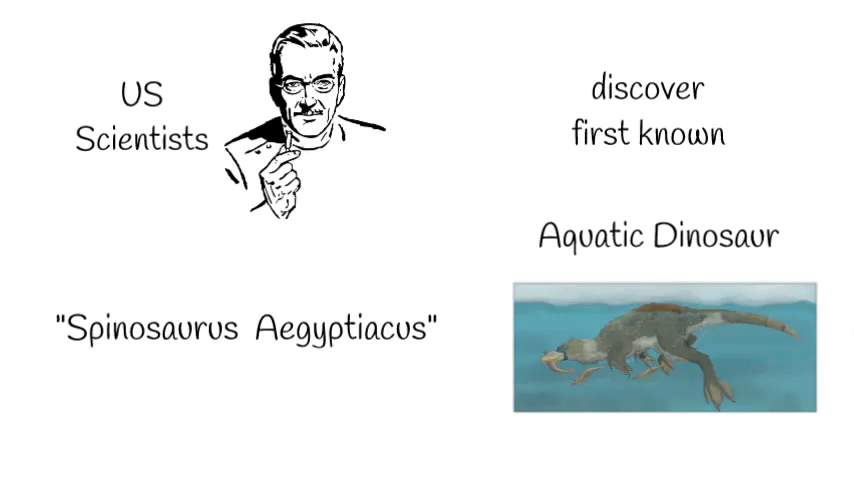 US
Scientists
discover
first known
Aquatic Dinosaur
"Spinosaurus Aegyptiacus"